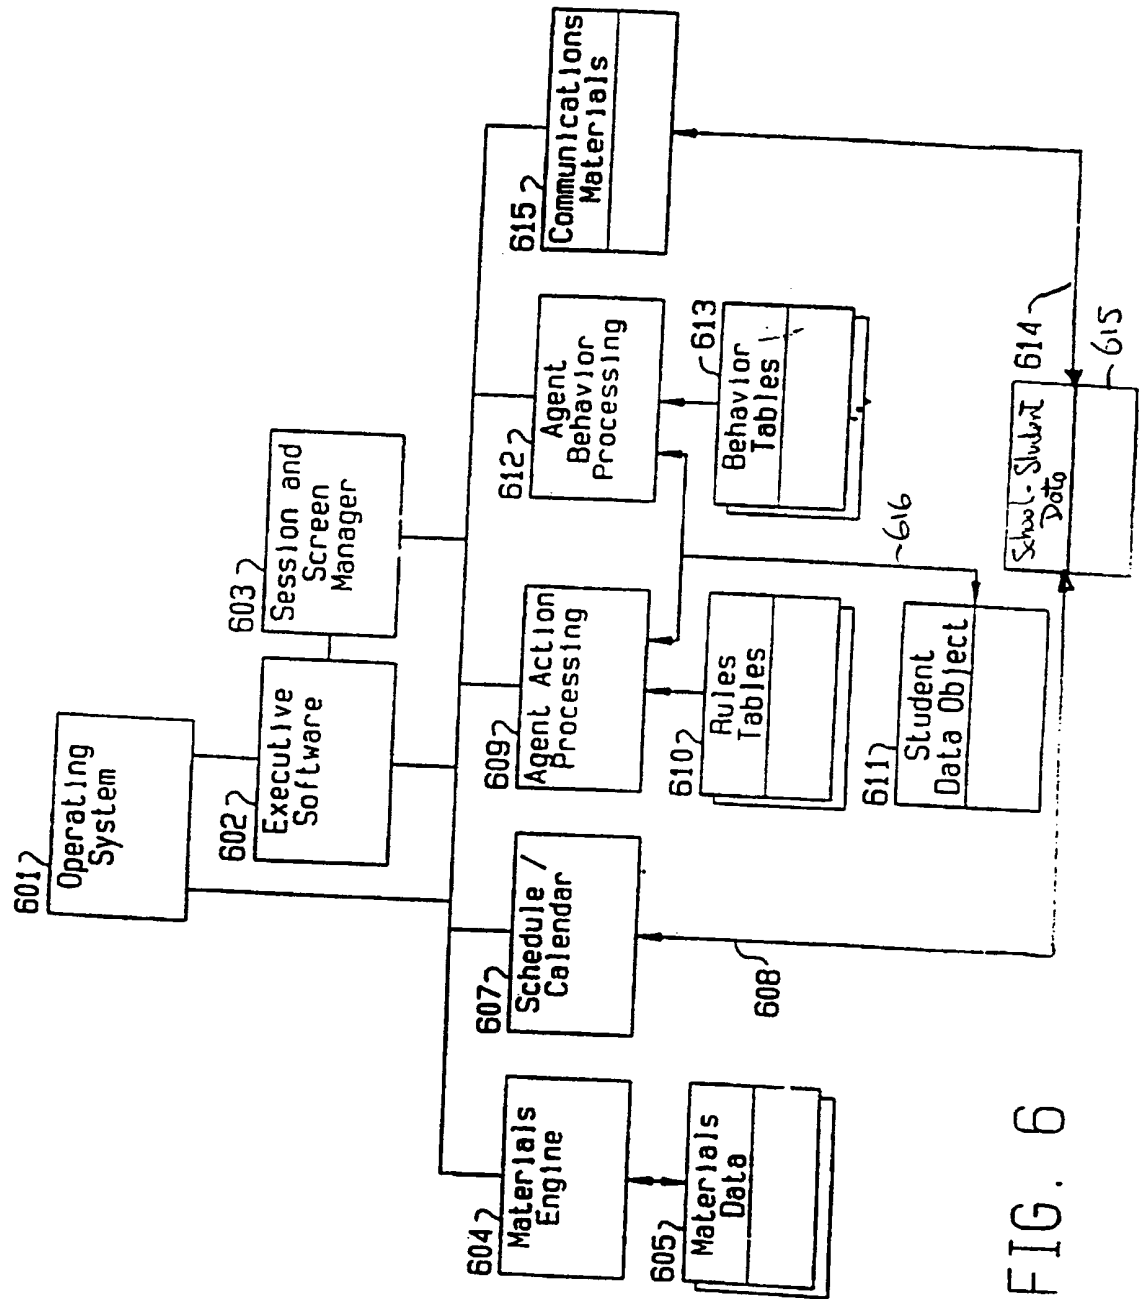 601
Operating
System
602
Executive
Software
603
Session and
Screen
Manager
604
Materials
Engine
605
Materials
Data
607
Schedule /
Calendar
608
609
Agent Action
Processing
610
Rules
Tables
611
Student
Data Object
612
Agent
Behavior
Processing
613
Behavior
Tables
616
615
Communications
Materials
614
School-Student
Data
615
FIG. 6